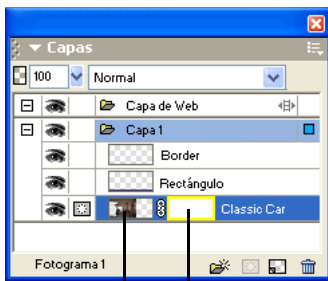 Capas
100 Normal
Capa de Web
Capa 1
Border
Rectángulo
Classic Car
Fotograma 1